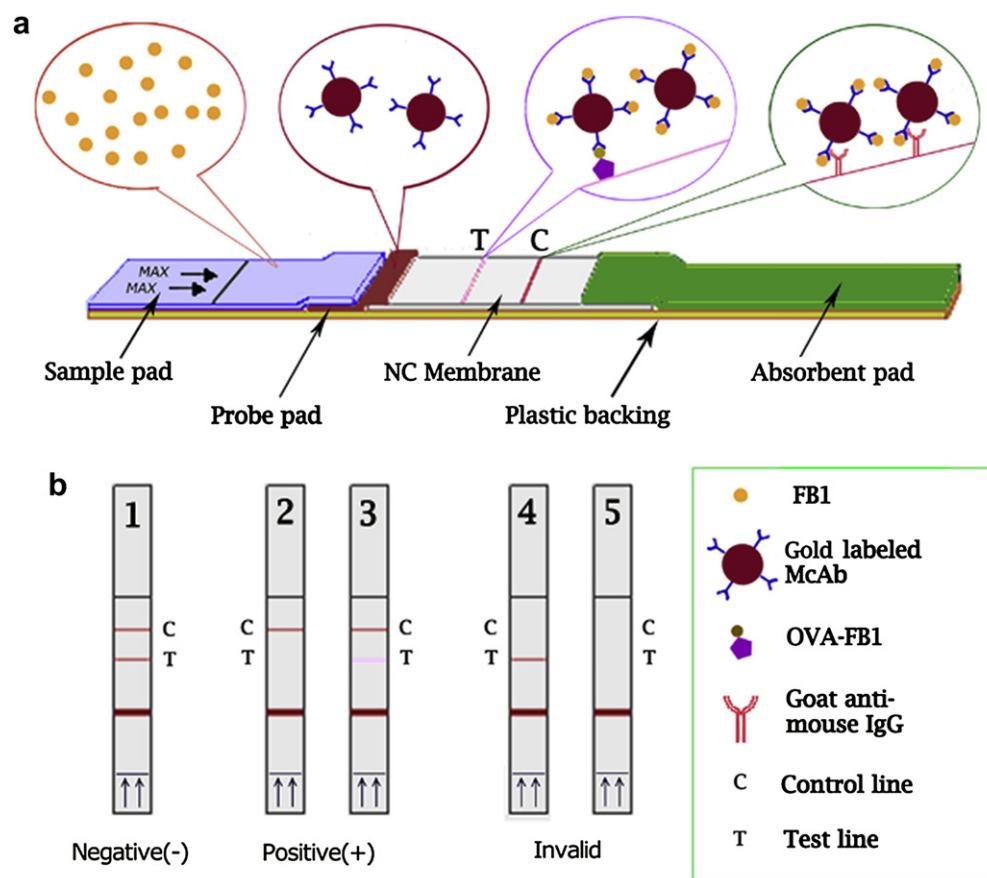 a
T C
MAX
MAX
Sample pad
Probe pad
NC Membrane
Plastic backing
Absorbent pad
b
1
2
3
4
5
C
T
C
T
C
T
C
T
C
T
Negative(-)
Positive(+)
Invalid
FB1
Gold labeled
McAb
OVA-FB1
Goat anti-
mouse IgG
C Control line
T Test line